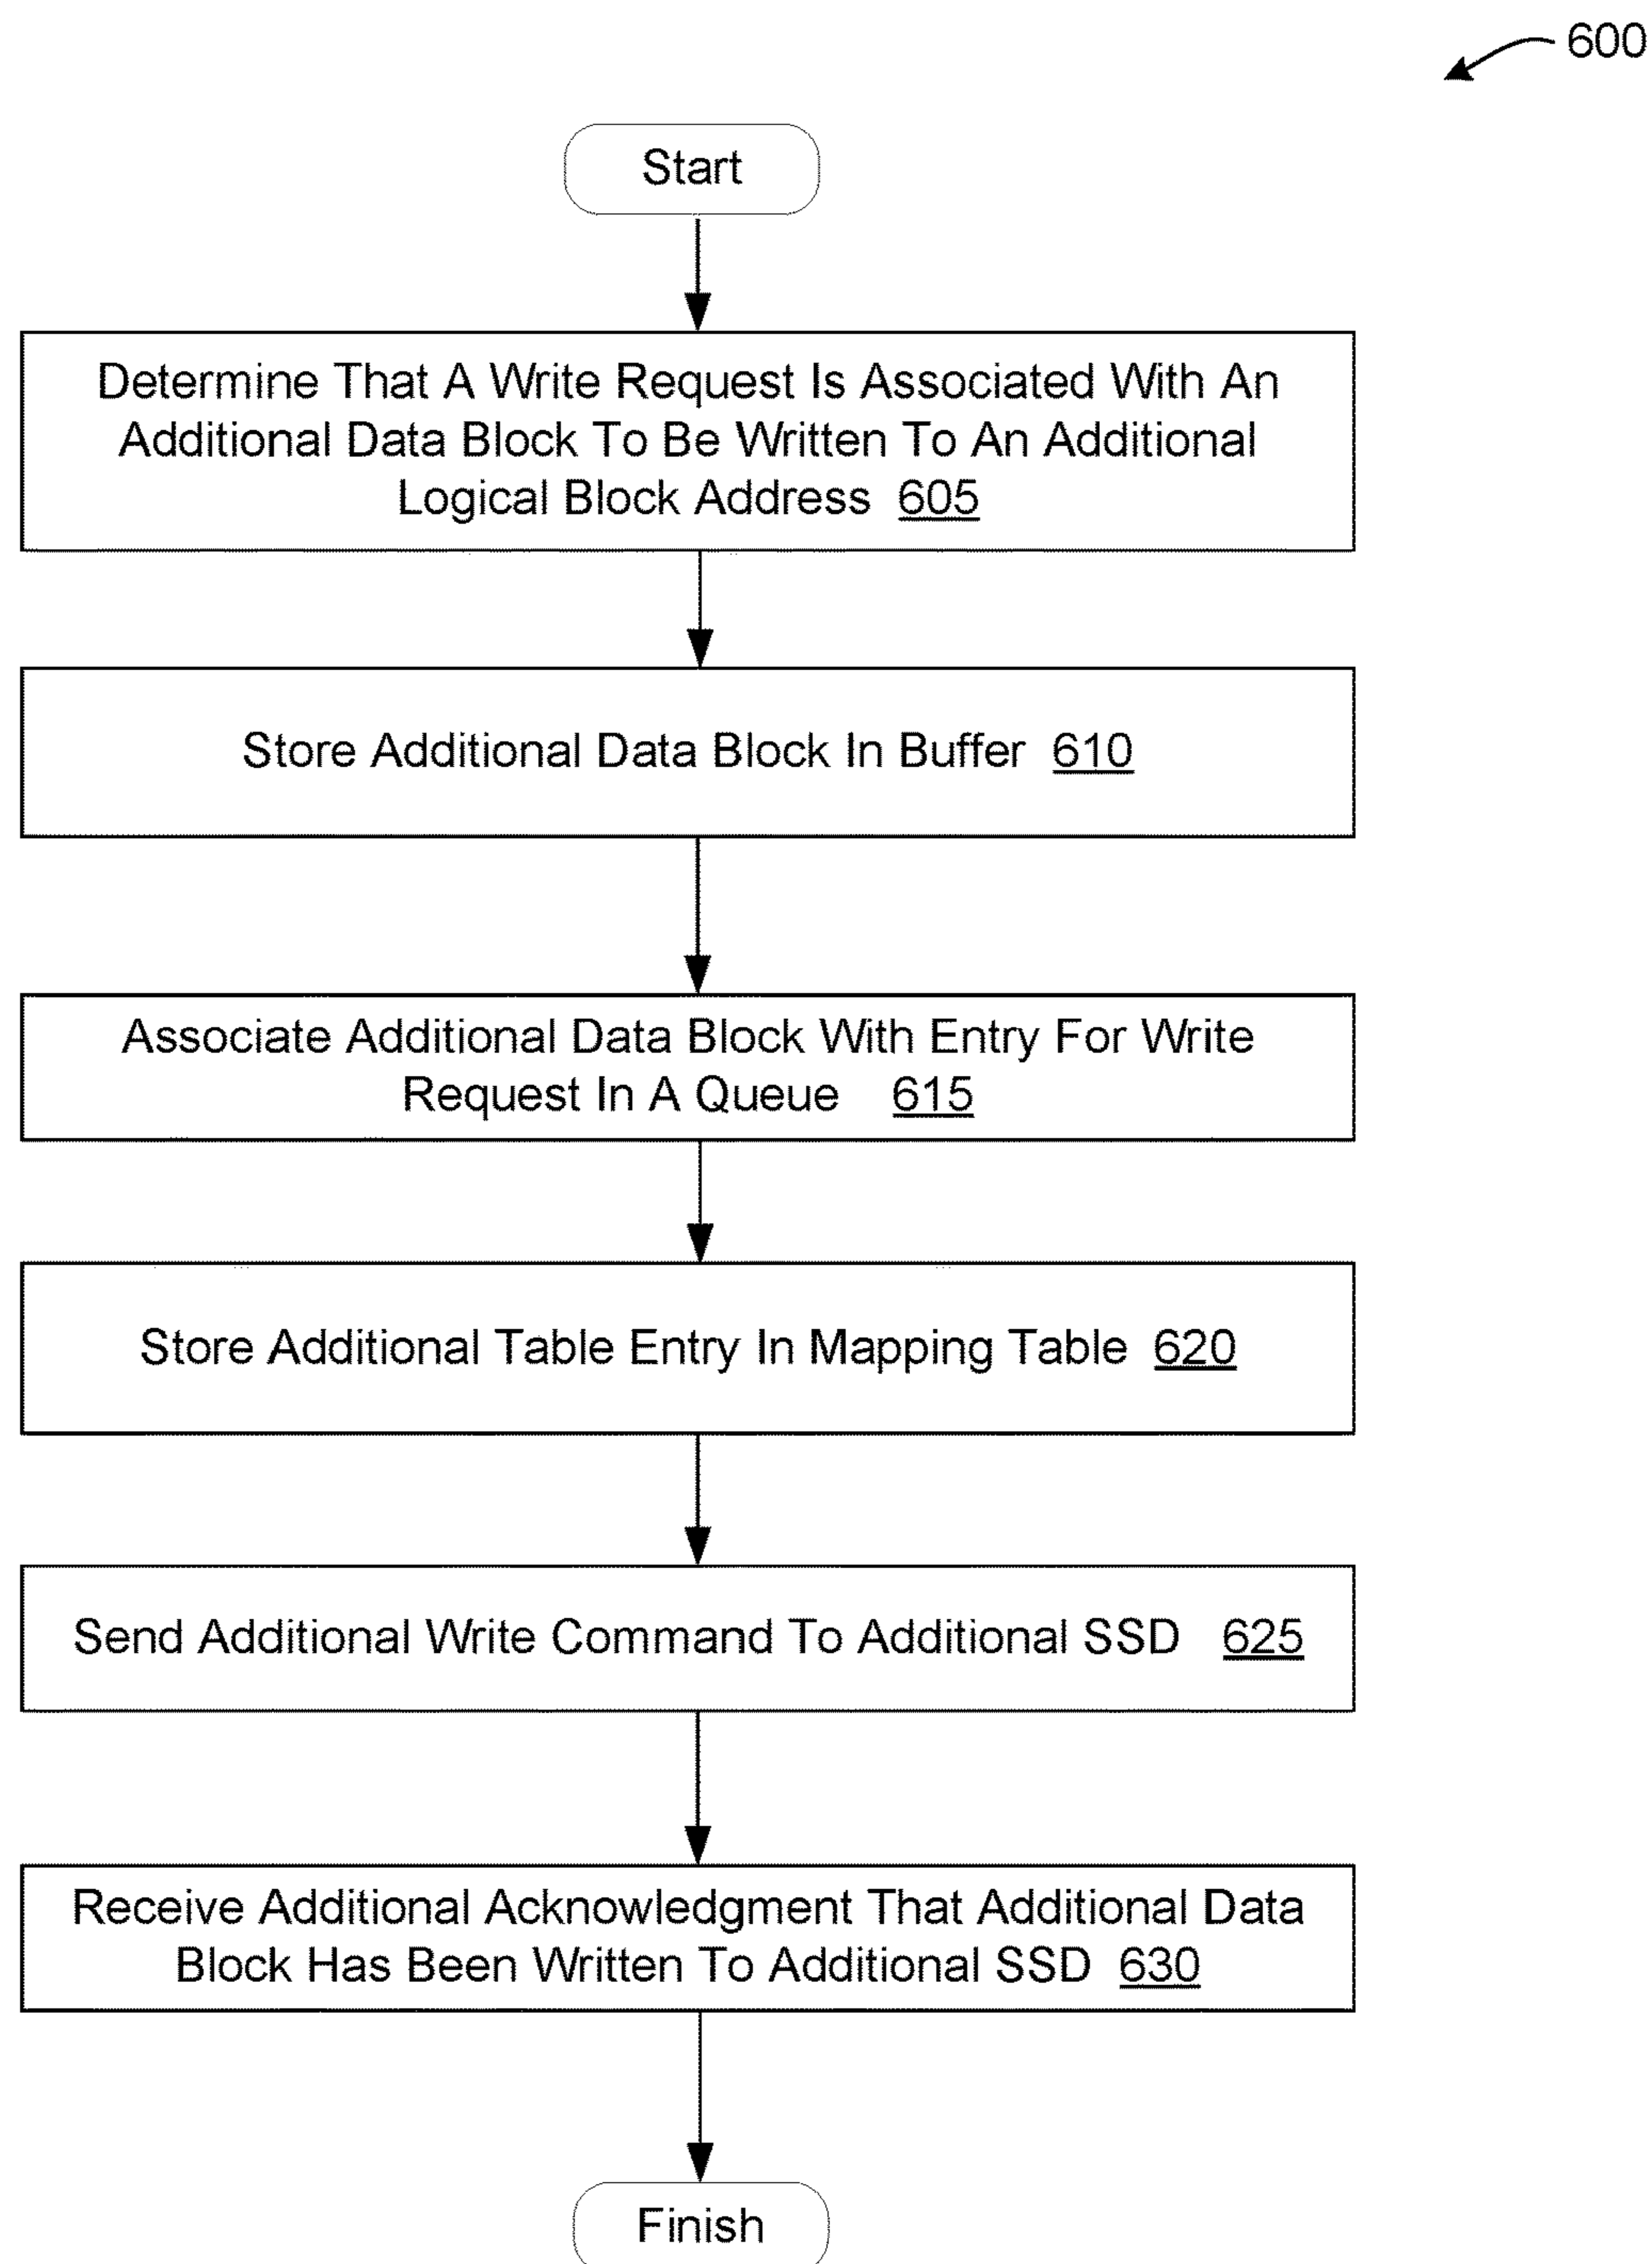 600
Start
Determine That A Write Request Is Associated With An
Additional Data Block To Be Written To An Additional
Logical Block Address 605
Store Additional Data Block In Buffer 610
Associate Additional Data Block With Entry For Write
Request In A Queue 615
Store Additional Table Entry In Mapping Table 620
Send Additional Write Command To Additional SSD 625
Receive Additional Acknowledgment That Additional Data
Block Has Been Written To Additional SSD 630
Finish